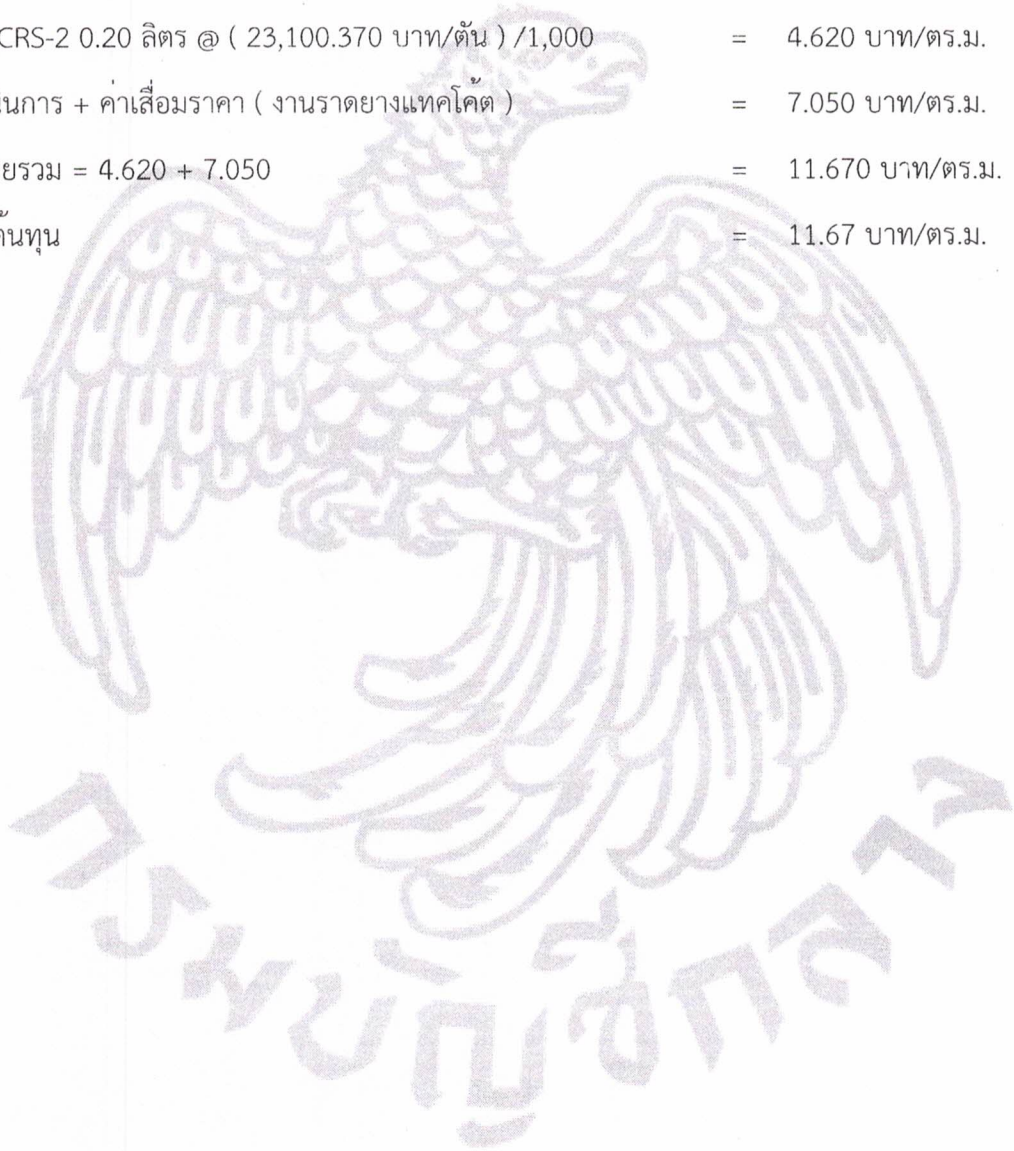 CRS-2 0.20 ลิตร @ ( 23,100.370 บาท/ตัน ) /1,000 = 4.620 บาท/ตร.ม.
นการ + ค่าเสื่อมราคา ( งานราดยางแทคโค้ต ) = 7.050 บาท/ตร.ม.
ยรวม = 4.620 + 7.050 = 11.670 บาท/ตร.ม.
้นทุน = 11.67 บาท/ตร.ม.
กรมบัญชีกลาง